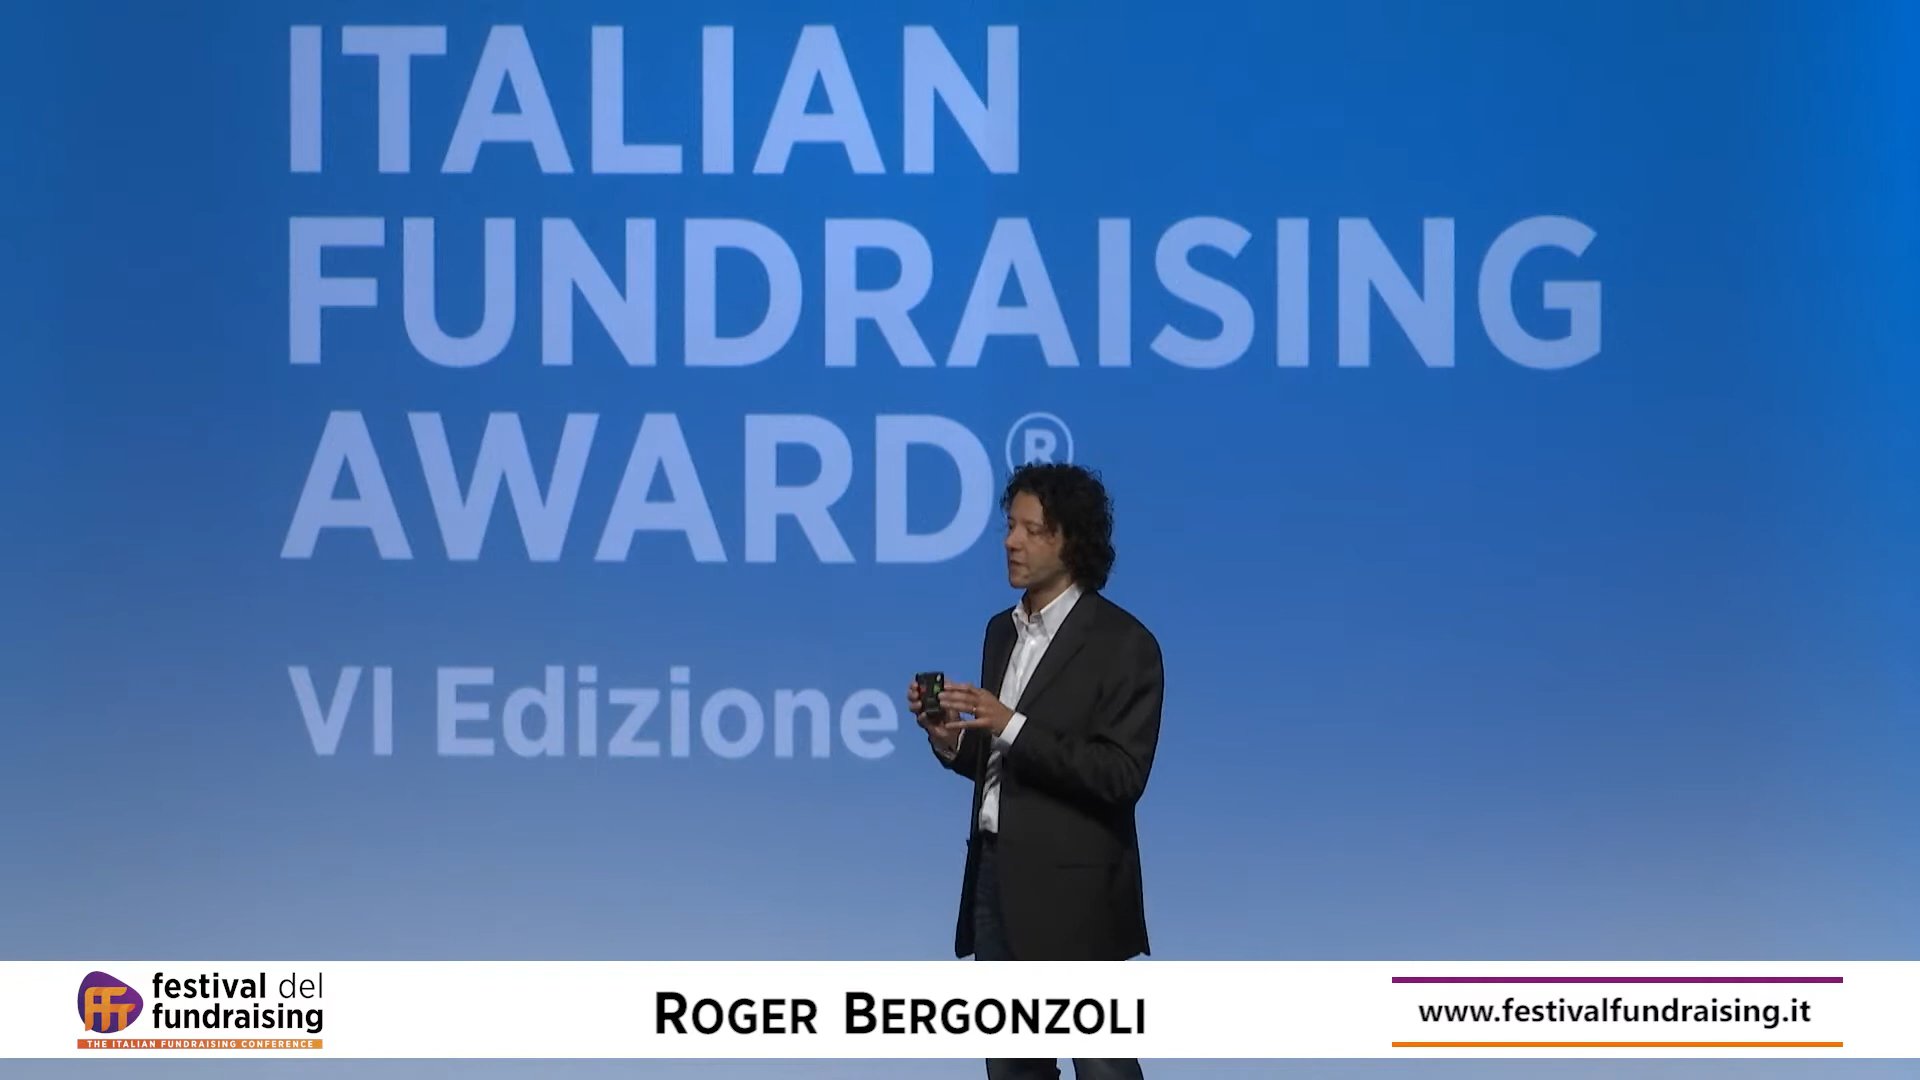 ITALIAN
FUNDRAISING
AWARD®
VI Edizione
festival del
fundraising
THE ITALIAN FUNDRAISING CONFERENCE
ROGER BERGONZOLI
www.festivalfundraising.it